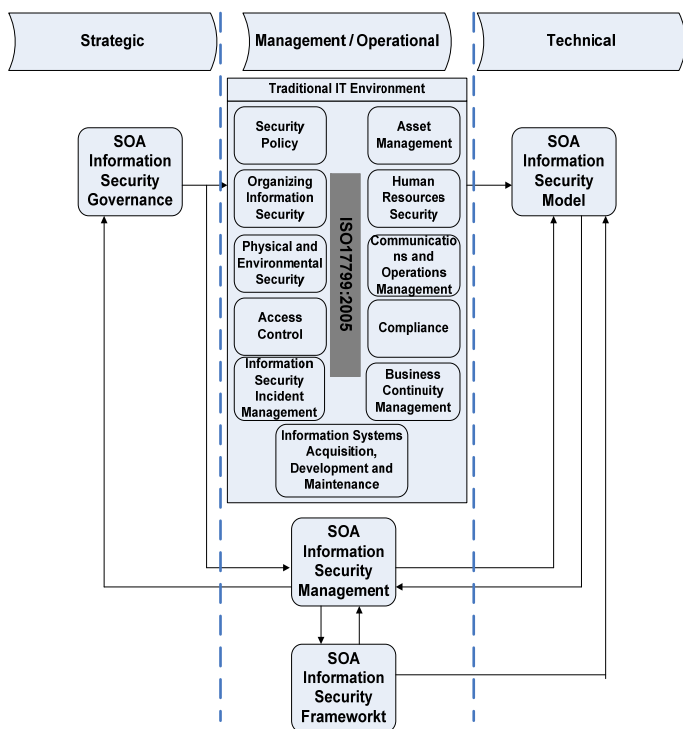 Strategic
Management / Operational
Technical
Traditional IT Environment
SOA
Information
Security
Governance
Security
Policy
Asset
Management
Organizing
Information
Security
Human
Resources
Security
Physical and
Environmental
Security
Communicatio
ns and
Operations
Management
Access
Control
Compliance
Information
Security
Incident
Management
Business
Continuity
Management
Information Systems
Acquisition,
Development and
Maintenance
ISO17799:2005
SOA
Information
Security
Model
SOA
Information
Security
Management
SOA
Information
Security
Frameworkt